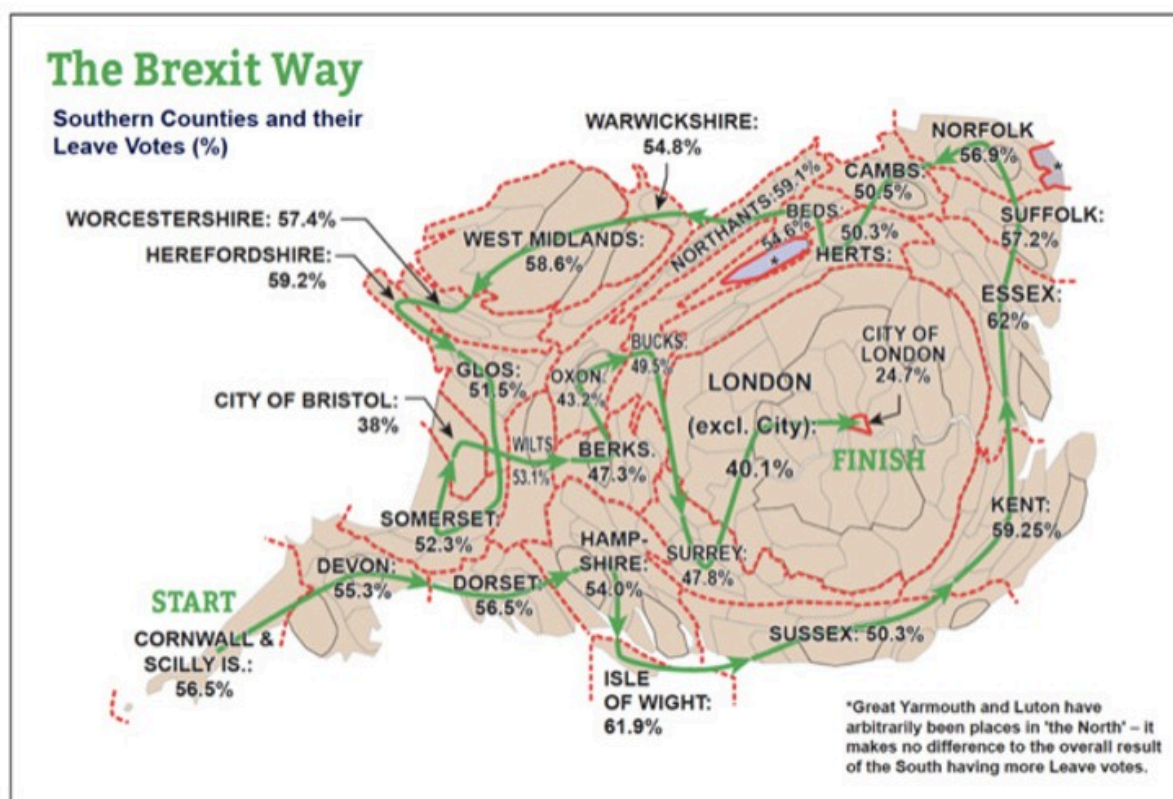 The Brexit Way
Southern Counties and their
Leave Votes (%)
WARWICKSHIRE:
54.8%
NORFOLK
56.9%
*
CAMBS:
50.5%
NORTHANTS:59.1%
BEDS:
54.6%
*
50.3%
HERTS:
SUFFOLK:
57.2%
WORCESTERSHIRE: 57.4%
WEST MIDLANDS:
58.6%
HEREFORDSHIRE:
59.2%
ESSEX:
62%
BUCKS:
49.5%
CITY OF
LONDON
24.7%
GLOS:
51.5%
OXON:
43.2%
LONDON
(excl. City):
40.1%
CITY OF BRISTOL:
38%
WILTS
53.1%
BERKS.
47.3%
FINISH
SOMERSET:
52.3%
HAMP-
SHIRE:
54.0%
SURREY:
47.8%
KENT:
59.25%
DEVON:
55.3%
DORSET:
56.5%
START
CORNWALL &
SCILLY IS.:
56.5%
SUSSEX: 50.3%
ISLE
OF WIGHT:
61.9%
*Great Yarmouth and Luton have
arbitrarily been places in 'the North' – it
makes no difference to the overall result
of the South having more Leave votes.